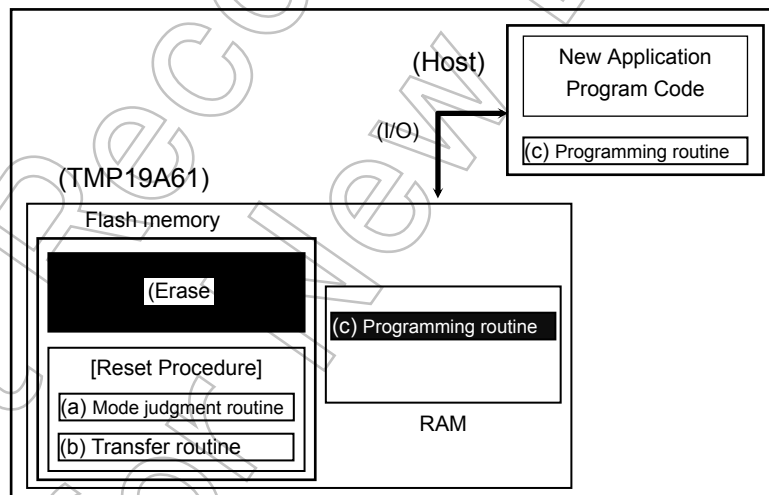 (Host)
New Application
Program Code
(I/O)
(c) Programming routine
(TMP19A61)
Flash memory
(Erase
(c) Programming routine
[Reset Procedure]
(a) Mode judgment routine
(b) Transfer routine
RAM